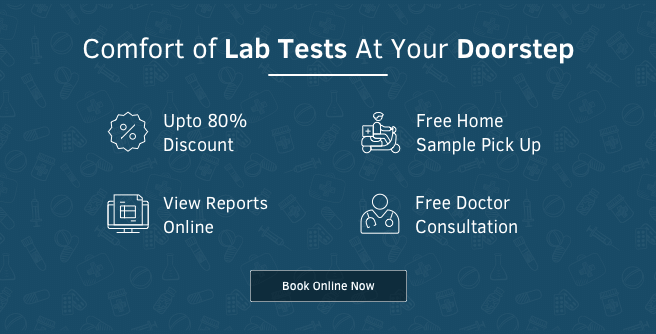 Comfort of Lab Tests At Your Doorstep
Upto 80%
Discount
Free Home
Sample Pick Up
View Reports
Online
Free Doctor
Consultation
Book Online Now